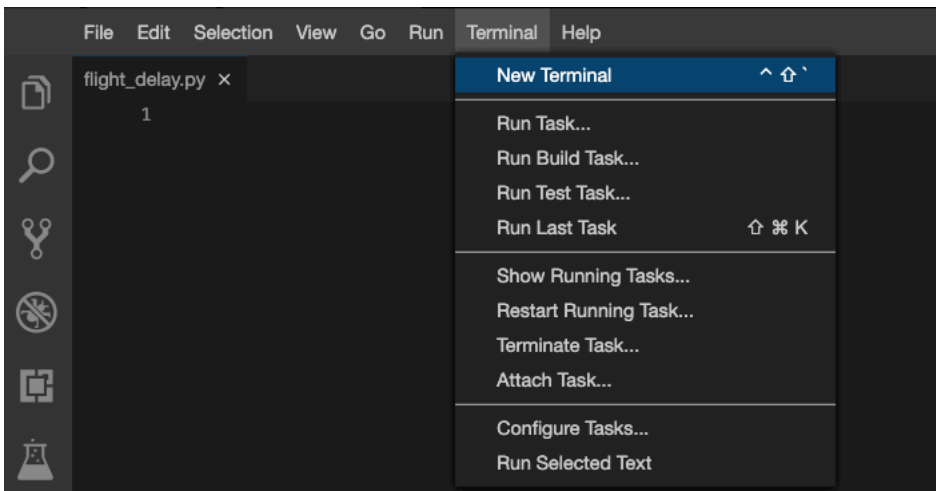 File Edit Selection View Go Run Terminal Help
flight_delay.py ×
1
New Terminal ^ ⇧ `
Run Task...
Run Build Task...
Run Test Task...
Run Last Task ⇧ ⌘ K
Show Running Tasks...
Restart Running Task...
Terminate Task...
Attach Task...
Configure Tasks...
Run Selected Text